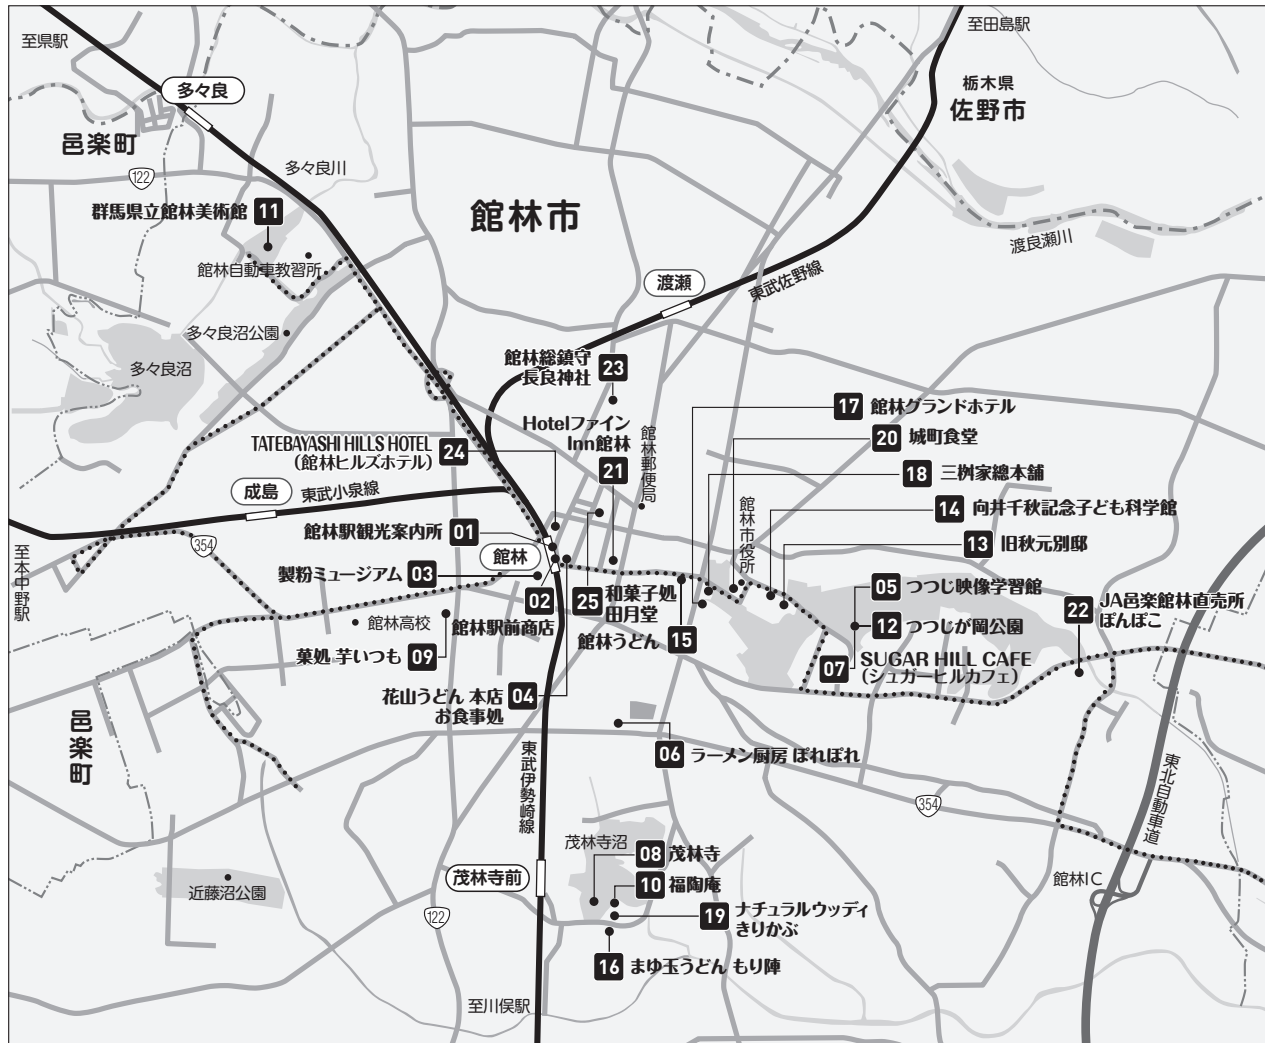 至県駅
至田島駅
多々良
栃木県
佐野市
邑楽町
多々良川
122
群馬県立館林美術館 11
館林市
渡良瀬川
館林自動車教習所
渡瀬
東武佐野線
多々良沼公園
多々良沼
館林総鎮守
長良神社
23
17 館林グランドホテル
Hotelファイン
Inn館林
21
館林郵便局
20 城町食堂
TATEBAYASHI HILLS HOTEL
(館林ヒルズホテル)
24
18 三桝家總本舗
成島
東武小泉線
14 向井千秋記念子ども科学館
館林市役所
館林駅観光案内所 01
13 旧秋元別邸
354
館林
至本中野駅
製粉ミュージアム 03
05 つつじ映像学習館
02
館林駅前商店
25 和菓子処
田月堂
22 JA邑楽館林直売所
ぽんぽこ
館林高校
12 つつじが岡公園
館林うどん 15
菓処 芋いつも 09
07 SUGAR HILL CAFE
(シュガーヒルカフェ)
花山うどん 本店
お食事処
04
邑楽町
06 ラーメン厨房 ぽれぽれ
東武伊勢崎線
東北自動車道
354
茂林寺沼
08 茂林寺
茂林寺前
10 福陶庵
近藤沼公園
館林IC
122
19 ナチュラルウッディ
きりかぶ
16 まゆ玉うどん もり陣
至川俣駅